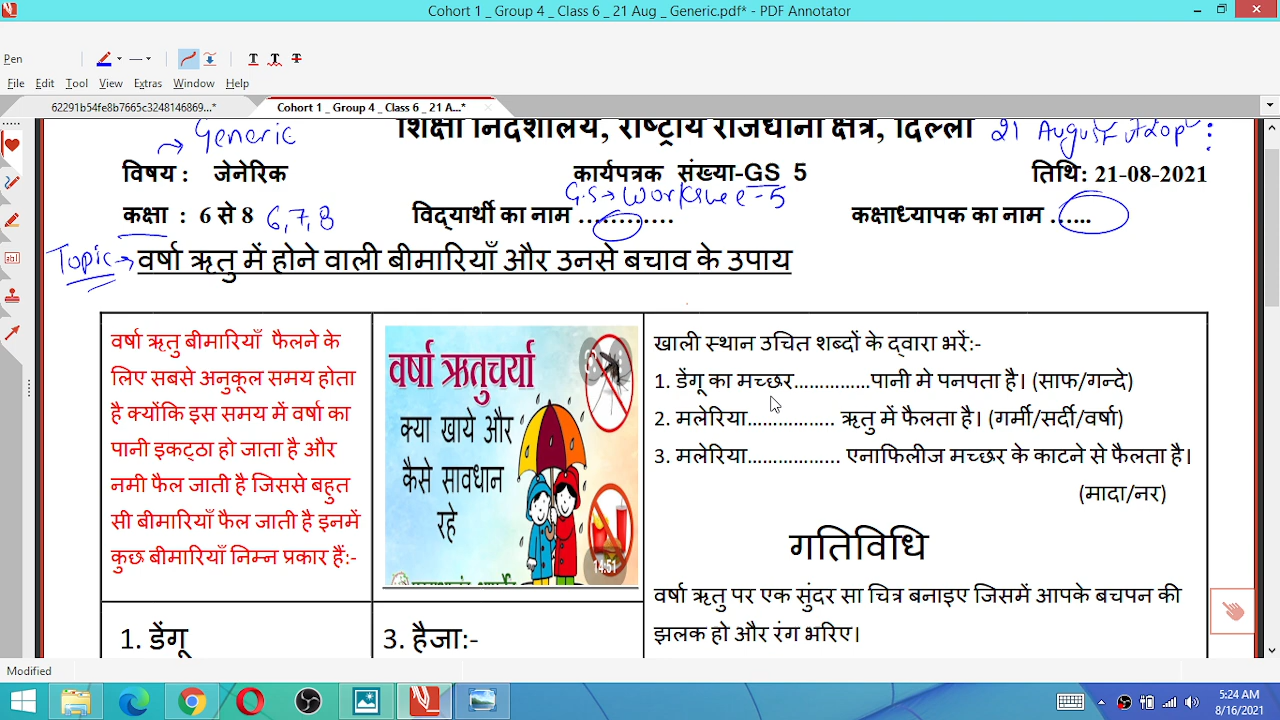 Cohort 1 _ Group 4 _ Class 6 _ 21 Aug _ Generic.pdf* - PDF Annotator
Pen
T T T
File Edit Tool View Extras Window Help
62291b54fe8b7665c3248146869...*
Cohort 1 _ Group 4 _ Class 6 _ 21 A...*
शिक्षा निदेशालय, राष्ट्रीय राजधानी क्षेत्र, दिल्ली
21 August
Generic
विषय : जेनेरिक
कार्यपत्रक संख्या-GS 5
तिथि: 21-08-2021
G.S→ Worksheet-5
कक्षा : 6 से 8 6,7,8
विद्यार्थी का नाम …………
कक्षाध्यापक का नाम ……
Topic→ वर्षा ऋतु में होने वाली बीमारियाँ और उनसे बचाव के उपाय
वर्षा ऋतु बीमारियाँ फैलने के
लिए सबसे अनुकूल समय होता
है क्योंकि इस समय में वर्षा का
पानी इकट्ठा हो जाता है और
नमी फैल जाती है जिससे बहुत
सी बीमारियाँ फैल जाती है इनमें
कुछ बीमारियाँ निम्न प्रकार हैं:-
वर्षा ऋतुचर्या
क्या खाये और
कैसे सावधान
रहे
14:51
खाली स्थान उचित शब्दों के द्वारा भरें:-
1. डेंगू का मच्छर……………पानी मे पनपता है। (साफ/गन्दे)
2. मलेरिया…………… ऋतु में फैलता है। (गर्मी/सर्दी/वर्षा)
3. मलेरिया……………. एनाफिलीज मच्छर के काटने से फैलता है।
(मादा/नर)
गतिविधि
वर्षा ऋतु पर एक सुंदर सा चित्र बनाइए जिसमें आपके बचपन की
झलक हो और रंग भरिए।
1. डेंगू
3. हैजा:-
Modified
5:24 AM
8/16/2021